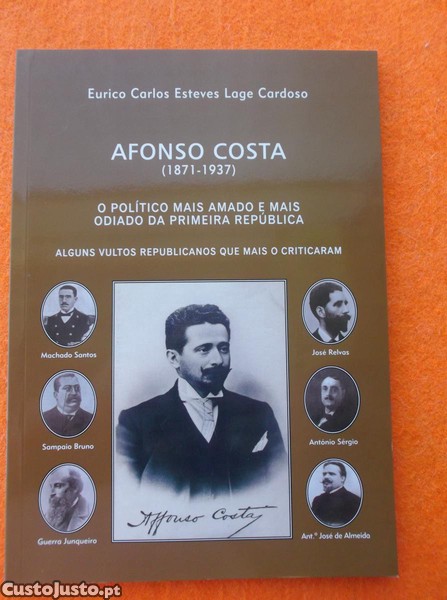 Eurico Carlos Esteves Lage Cardoso
AFONSO COSTA
(1871-1937)
O POLÍTICO MAIS AMADO E MAIS
ODIADO DA PRIMEIRA REPÚBLICA
ALGUNS VULTOS REPUBLICANOS QUE MAIS O CRITICARAM
Machado Santos
José Relvas
Sampaio Bruno
António Sérgio
Guerra Junqueiro
Ant.º José de Almeida
Affonso Costa
CustoJusto.pt